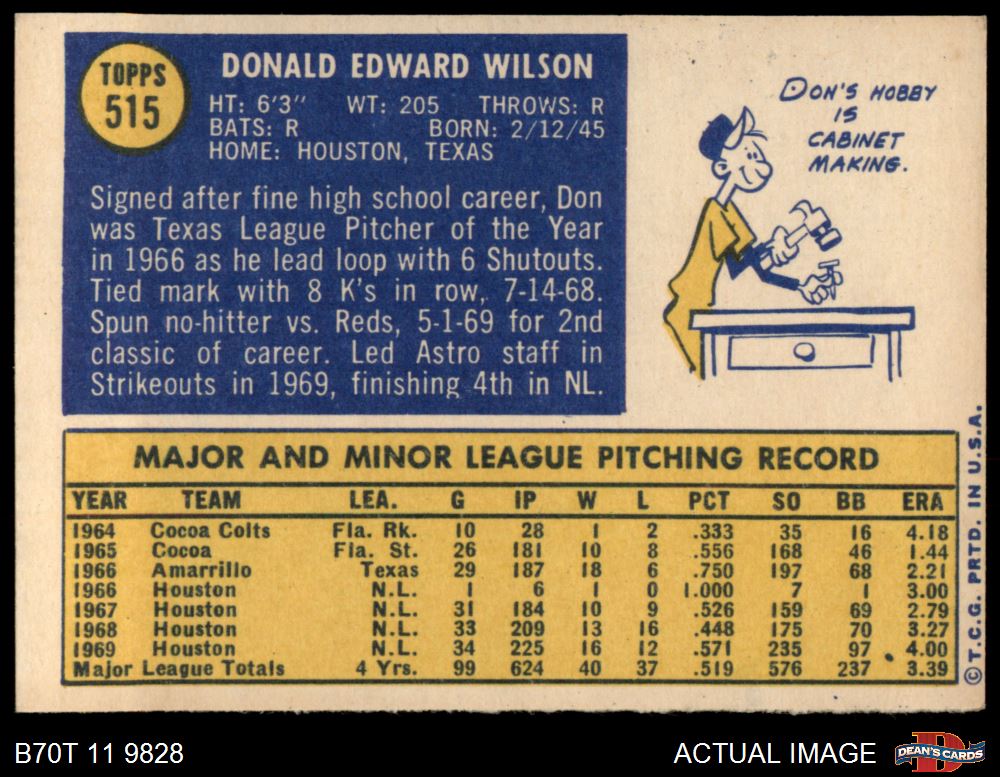 TOPPS
515
DONALD EDWARD WILSON
HT: 6'3" WT: 205 THROWS: R
BATS: R BORN: 2/12/45
HOME: HOUSTON, TEXAS
Signed after fine high school career, Don
was Texas League Pitcher of the Year
in 1966 as he lead loop with 6 Shutouts.
Tied mark with 8 K's in row, 7-14-68.
Spun no-hitter vs. Reds, 5-1-69 for 2nd
classic of career. Led Astro staff in
Strikeouts in 1969, finishing 4th in NL.
DON'S HOBBY
IS
CABINET
MAKING.
MAJOR AND MINOR LEAGUE PITCHING RECORD
YEAR TEAM LEA. G IP W L PCT SO BB ERA
1964 Cocoa Colts Fla. Rk. 10 28 1 2 .333 35 16 4.18
1965 Cocoa Fla. St. 26 181 10 8 .556 168 46 1.44
1966 Amarrillo Texas 29 187 18 6 .750 197 68 2.21
1966 Houston N.L. 1 6 1 0 1.000 7 1 3.00
1967 Houston N.L. 31 184 10 9 .526 159 69 2.79
1968 Houston N.L. 33 209 13 16 .448 175 70 3.27
1969 Houston N.L. 34 225 16 12 .571 235 97 4.00
Major League Totals 4 Yrs. 99 624 40 37 .519 576 237 3.39
© T.C.G. PRTD. IN U.S.A.
B70T 11 9828
ACTUAL IMAGE
D
DEAN'S CARDS